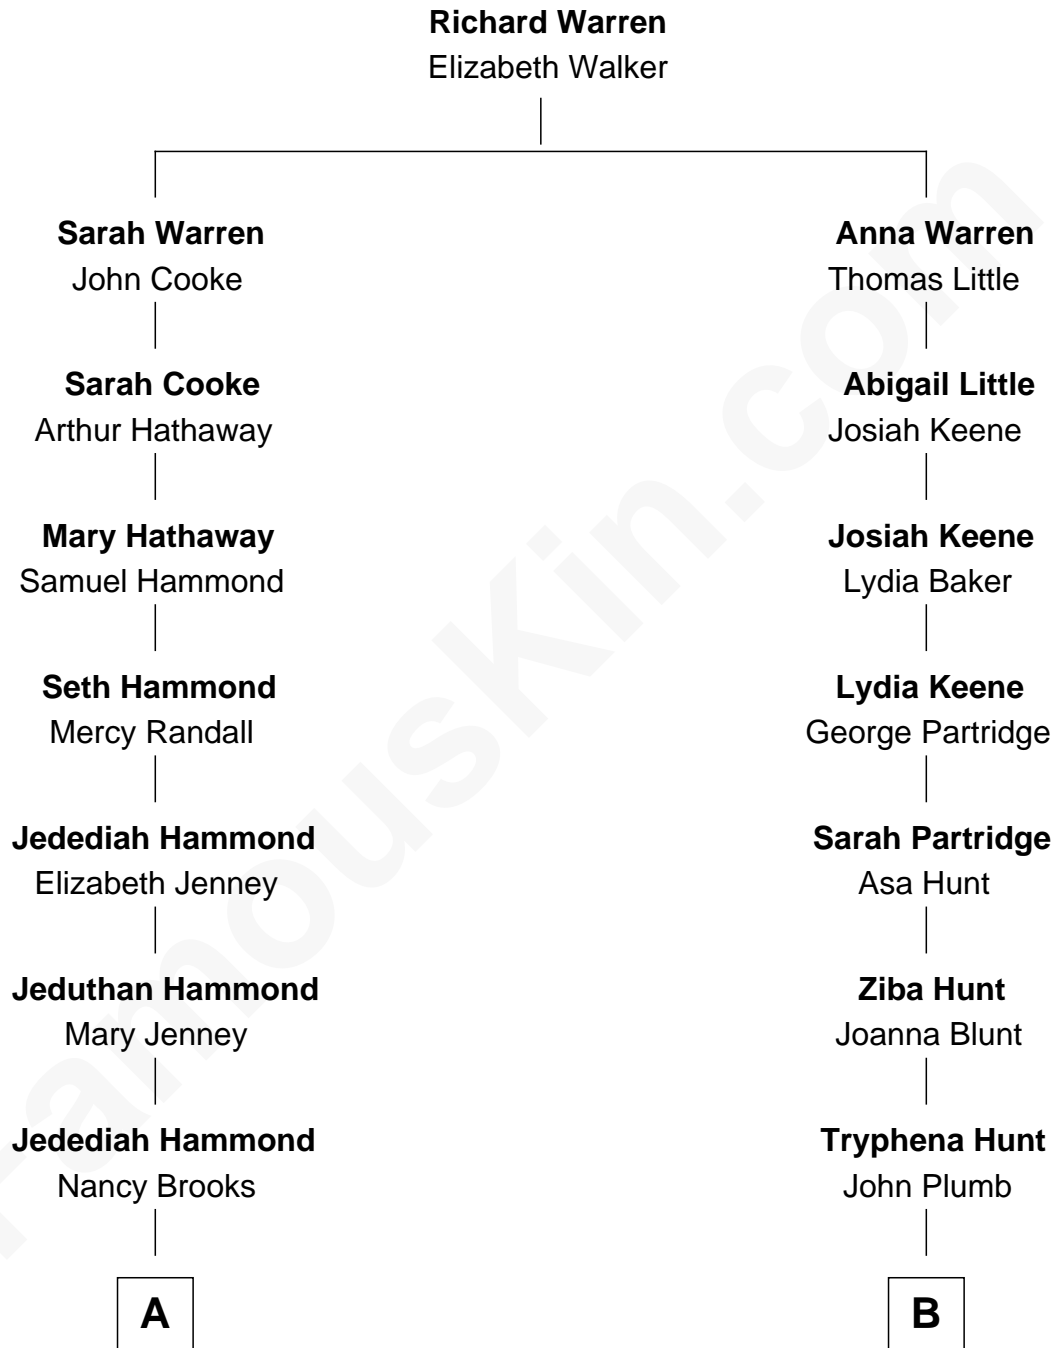 Richard Warren
Elizabeth Walker
Sarah Warren
John Cooke
Anna Warren
Thomas Little
Sarah Cooke
Arthur Hathaway
Abigail Little
Josiah Keene
Mary Hathaway
Samuel Hammond
Josiah Keene
Lydia Baker
Seth Hammond
Mercy Randall
Lydia Keene
George Partridge
Jedediah Hammond
Elizabeth Jenney
Sarah Partridge
Asa Hunt
Jeduthan Hammond
Mary Jenney
Ziba Hunt
Joanna Blunt
Jedediah Hammond
Nancy Brooks
Tryphena Hunt
John Plumb
A
B
FamousKin.com